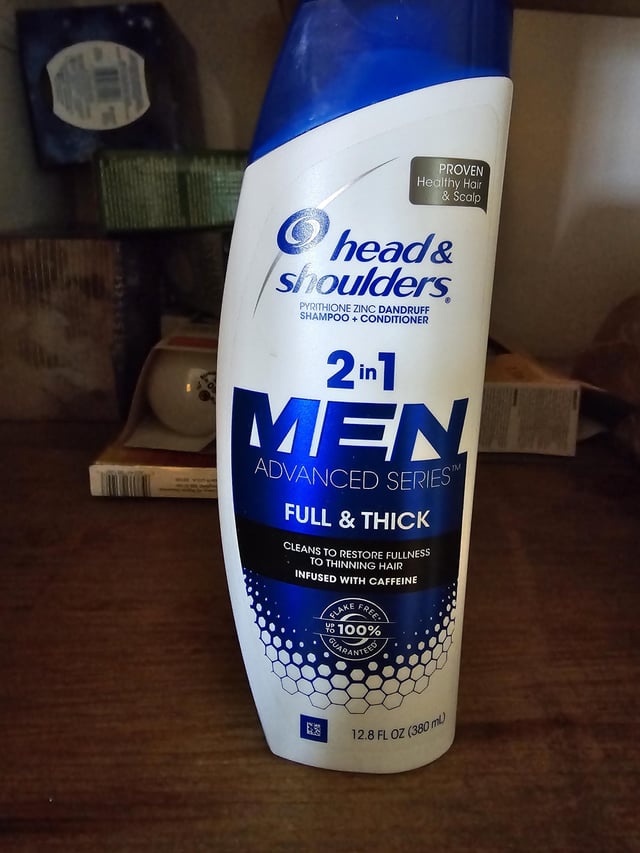 PROVEN
Healthy Hair
& Scalp
head &
shoulders®
PYRITHIONE ZINC DANDRUFF
SHAMPOO + CONDITIONER
2in1
MEN
ADVANCED SERIES™
FULL & THICK
CLEANS TO RESTORE FULLNESS
TO THINNING HAIR
INFUSED WITH CAFFEINE
FLAKE FREE*
UP TO 100%
GUARANTEED
12.8 FL OZ (380 mL)